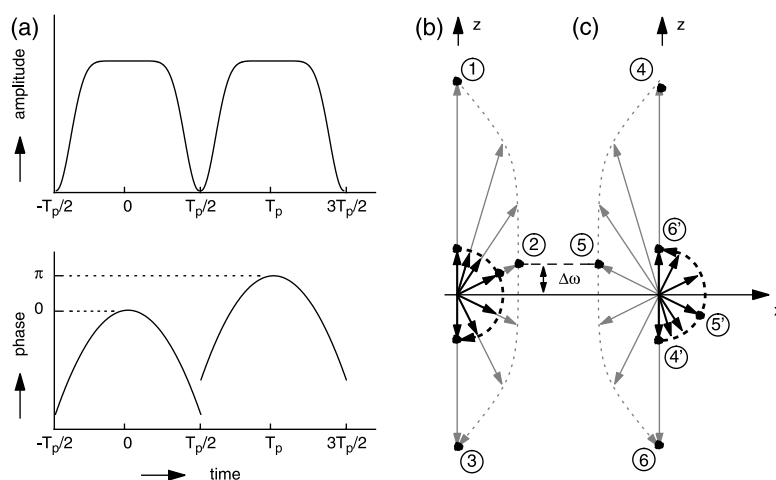 (a)
amplitude
-Tp/2 0 Tp/2 Tp 3Tp/2
π
0
phase
-Tp/2 0 Tp/2 Tp 3Tp/2
time
(b) z
1
2
3
Δω
(c) z
4
5
6
6'
5'
4'
x